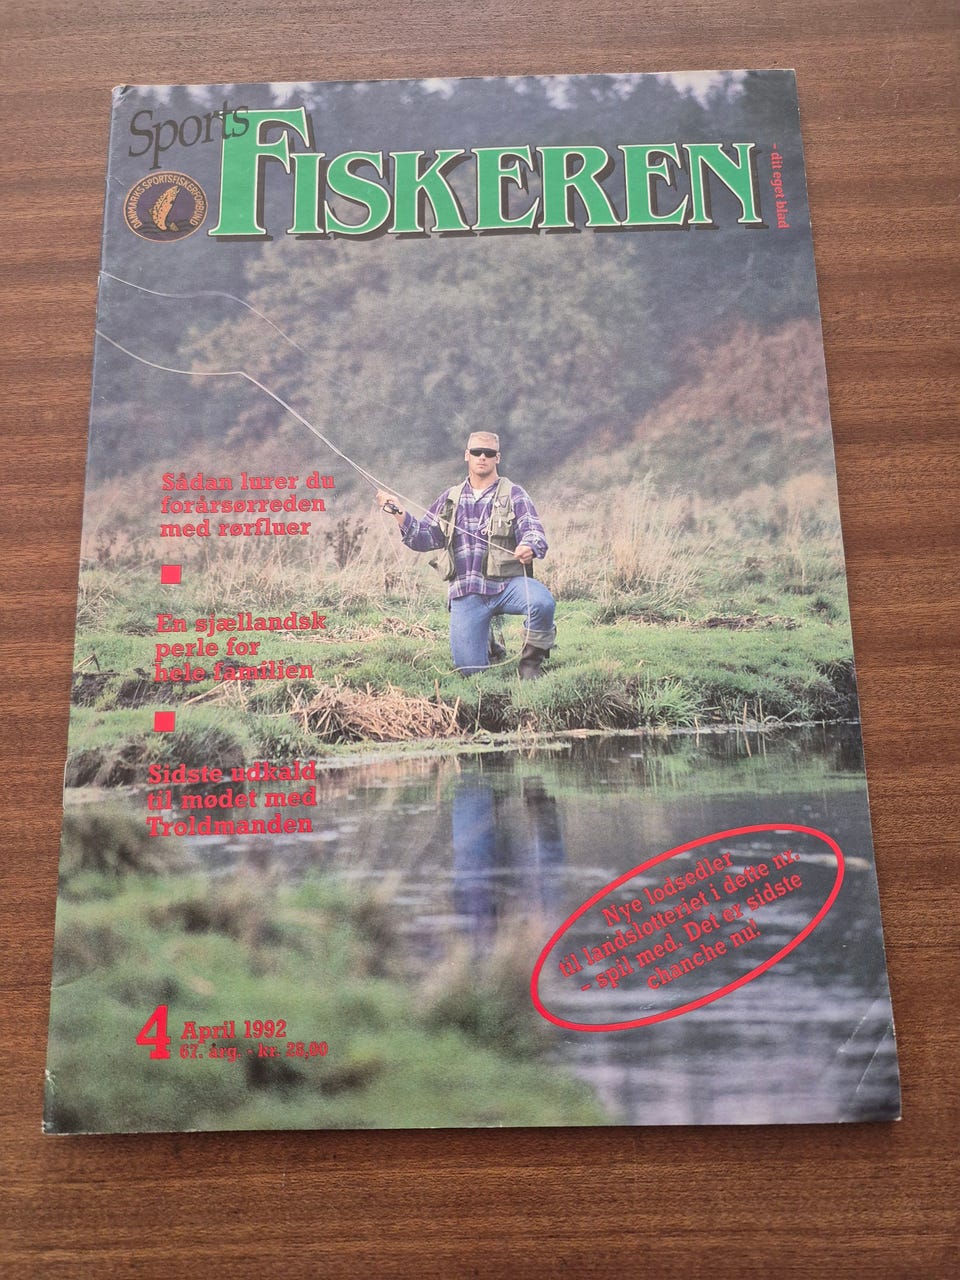 Sports
FISKEREN
- dit eget blad
DANMARKS SPORTSFISKERFORBUND
Sådan lurer du
forårsørreden
med rørfluer
En sjællandsk
perle for
hele familien
Sidste udkald
til mødet med
Troldmanden
Nye lodsedler
til landslotteriet i dette nr.
- spil med. Det er sidste
chanche nu!
4 April 1992
67. årg. · kr. 28,00